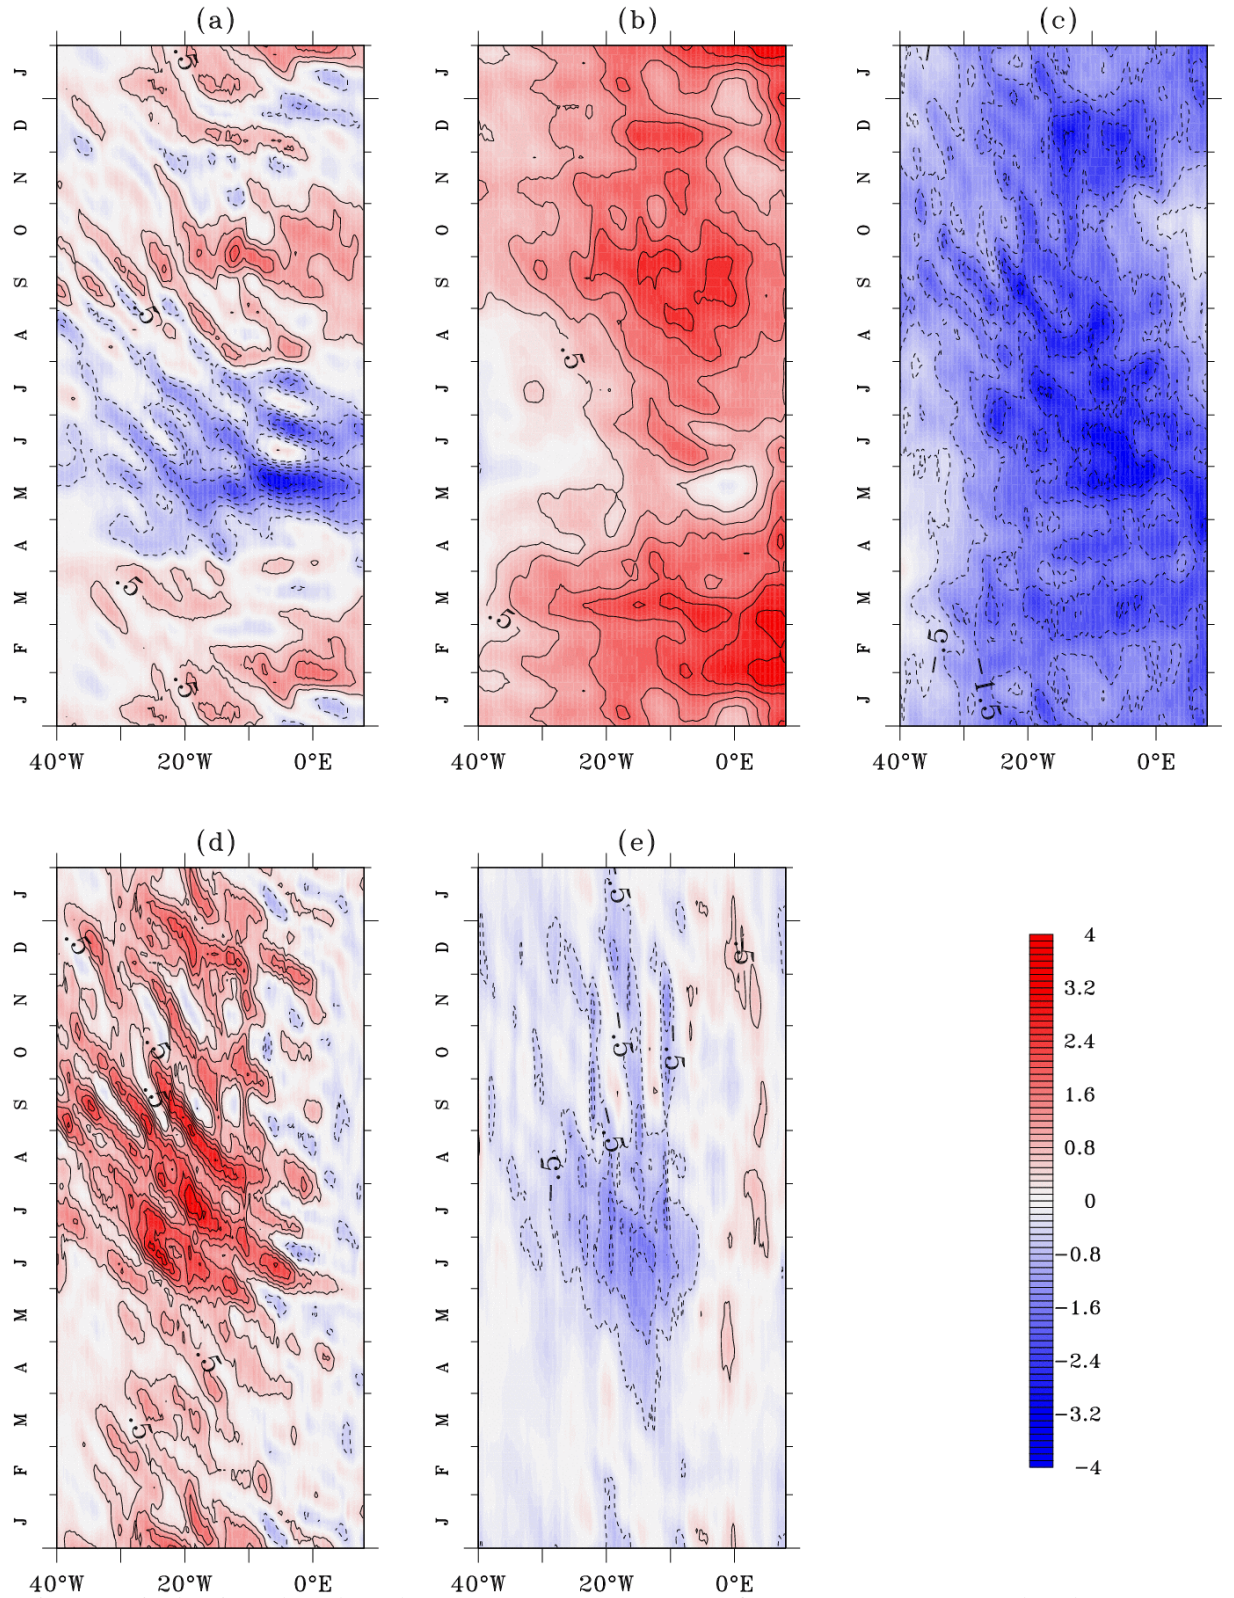 (a) (b) (c)
J J J
D D D
N N N
O O O
S S S
A A A
J J J
J J J
M M M
A A A
M M M
F F F
J J J
.5 .5 .5 .5
.5 .5
-.5 -1.5
40°W 20°W 0°E 40°W 20°W 0°E 40°W 20°W 0°E
(d) (e)
J J
D D
N N
O O
S S
A A
J J
J J
M M
A A
M M
F F
J J
.5 .5 .5 .5 .5
-.5 .5 -.5 -.5 -.5 -.5
40°W 20°W 0°E 40°W 20°W 0°E
4
3.2
2.4
1.6
0.8
0
-0.8
-1.6
-2.4
-3.2
-4